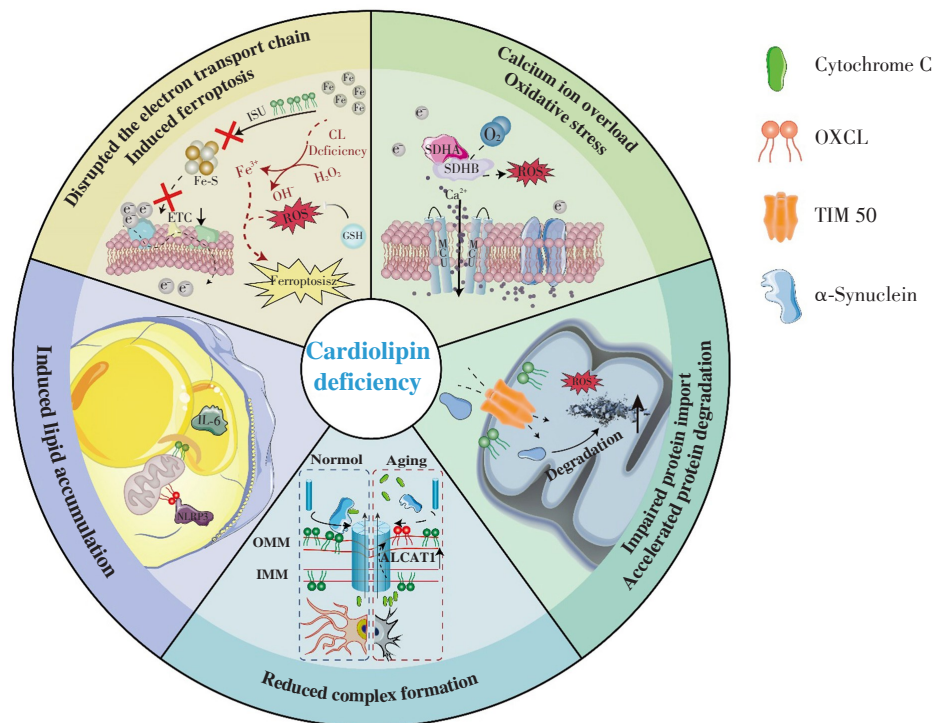 Disrupted the electron transport chain
Induced ferroptosis
Fe
Fe
Fe
Fe
Fe
Fe
ISU
CL
Deficiency
Fe-S
Fe³⁺
H₂O₂
OH⁻
ROS
GSH
e⁻
e⁻
e⁻
ETC
e⁻
e⁻
Ferroptosisz
Calcium ion overload
Oxidative stress
e⁻
e⁻
O₂
SDHA
SDHB
ROS
Ca²⁺
e⁻
MCU
MCU
Cardiolipin
deficiency
Induced lipid accumulation
IL-6
NLRP3
Impaired protein import
Accelerated protein degradation
ROS
Degradation
Normol
Aging
OMM
ALCAT1
IMM
Reduced complex formation
Cytochrome C
OXCL
TIM 50
α-Synuclein